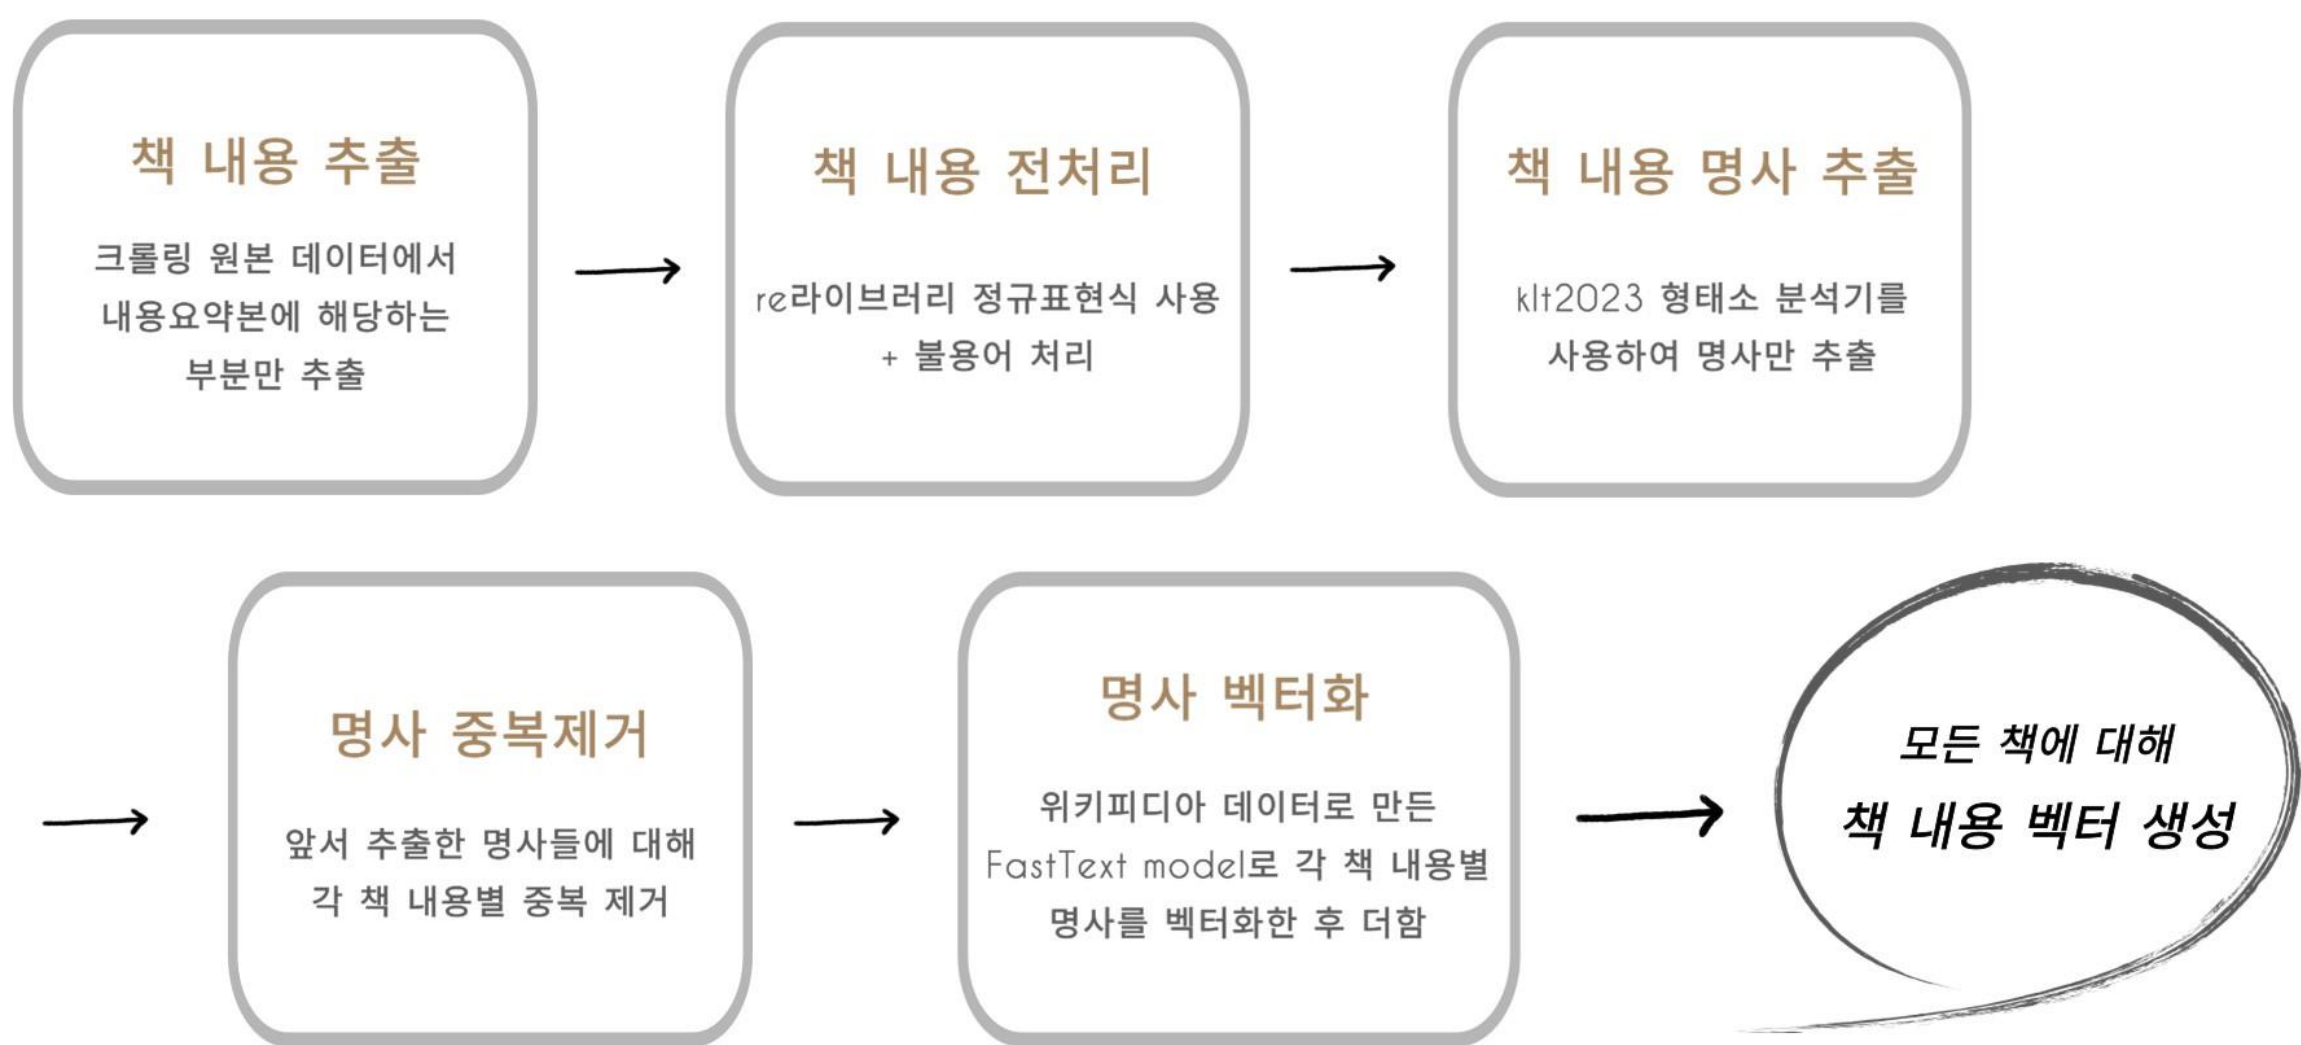 책 내용 추출
크롤링 원본 데이터에서
내용요약본에 해당하는
부분만 추출
책 내용 전처리
re라이브러리 정규표현식 사용
+ 불용어 처리
책 내용 명사 추출
klt2023 형태소 분석기를
사용하여 명사만 추출
명사 중복제거
앞서 추출한 명사들에 대해
각 책 내용별 중복 제거
명사 벡터화
위키피디아 데이터로 만든
FastText model로 각 책 내용별
명사를 벡터화한 후 더함
모든 책에 대해
책 내용 벡터 생성